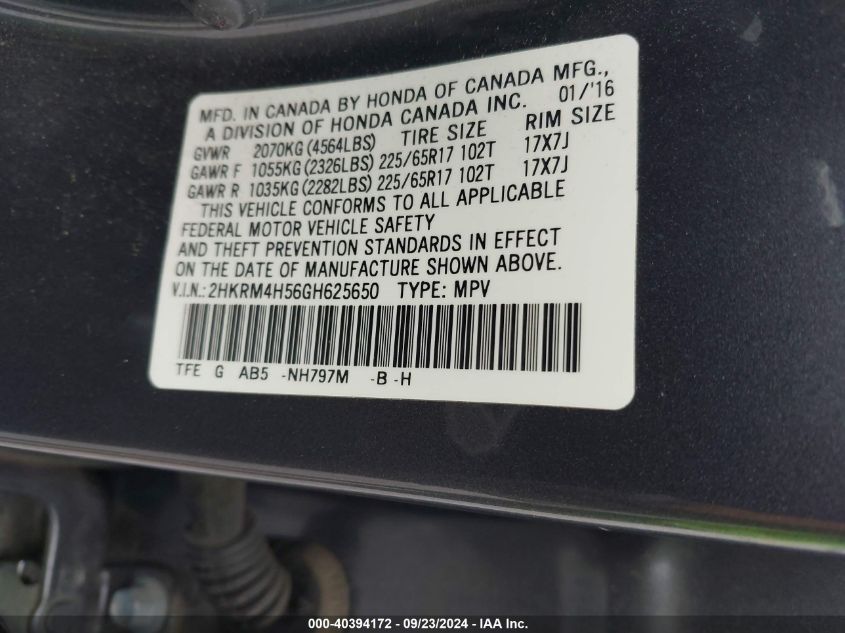 MFD. IN CANADA BY HONDA OF CANADA MFG.,
A DIVISION OF HONDA CANADA INC. 01/'16
GVWR 2070KG (4564LBS) TIRE SIZE RIM SIZE
GAWR F 1055KG (2326LBS) 225/65R17 102T 17X7J
GAWR R 1035KG (2282LBS) 225/65R17 102T 17X7J
THIS VEHICLE CONFORMS TO ALL APPLICABLE
FEDERAL MOTOR VEHICLE SAFETY
AND THEFT PREVENTION STANDARDS IN EFFECT
ON THE DATE OF MANUFACTURE SHOWN ABOVE.
V.I.N.: 2HKRM4H56GH625650 TYPE: MPV
TFE G AB5 -NH797M -B -H
000-40394172 - 09/23/2024 - IAA Inc.